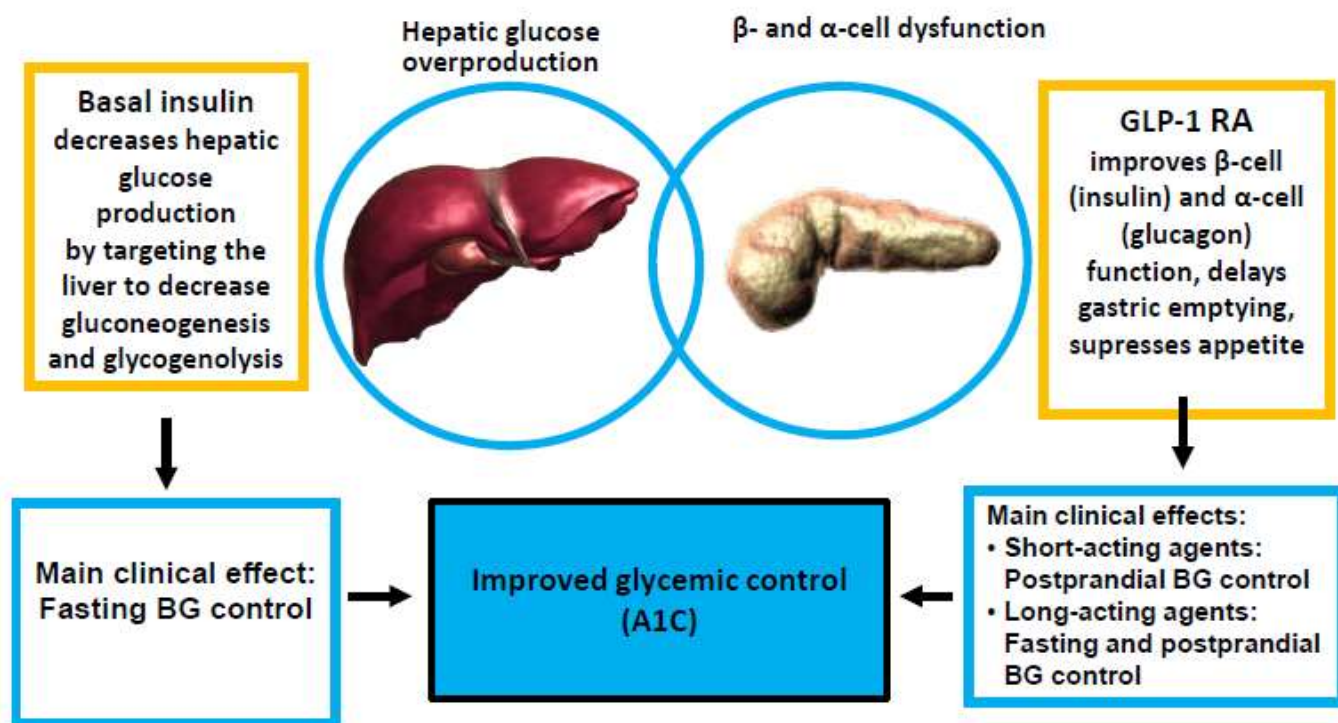 Hepatic glucose
overproduction
β- and α-cell dysfunction
Basal insulin
decreases hepatic
glucose
production
by targeting the
liver to decrease
gluconeogenesis
and glycogenolysis
GLP-1 RA
improves β-cell
(insulin) and α-cell
(glucagon)
function, delays
gastric emptying,
supresses appetite
Main clinical effect:
Fasting BG control
Improved glycemic control
(A1C)
Main clinical effects:
• Short-acting agents:
Postprandial BG control
• Long-acting agents:
Fasting and postprandial
BG control